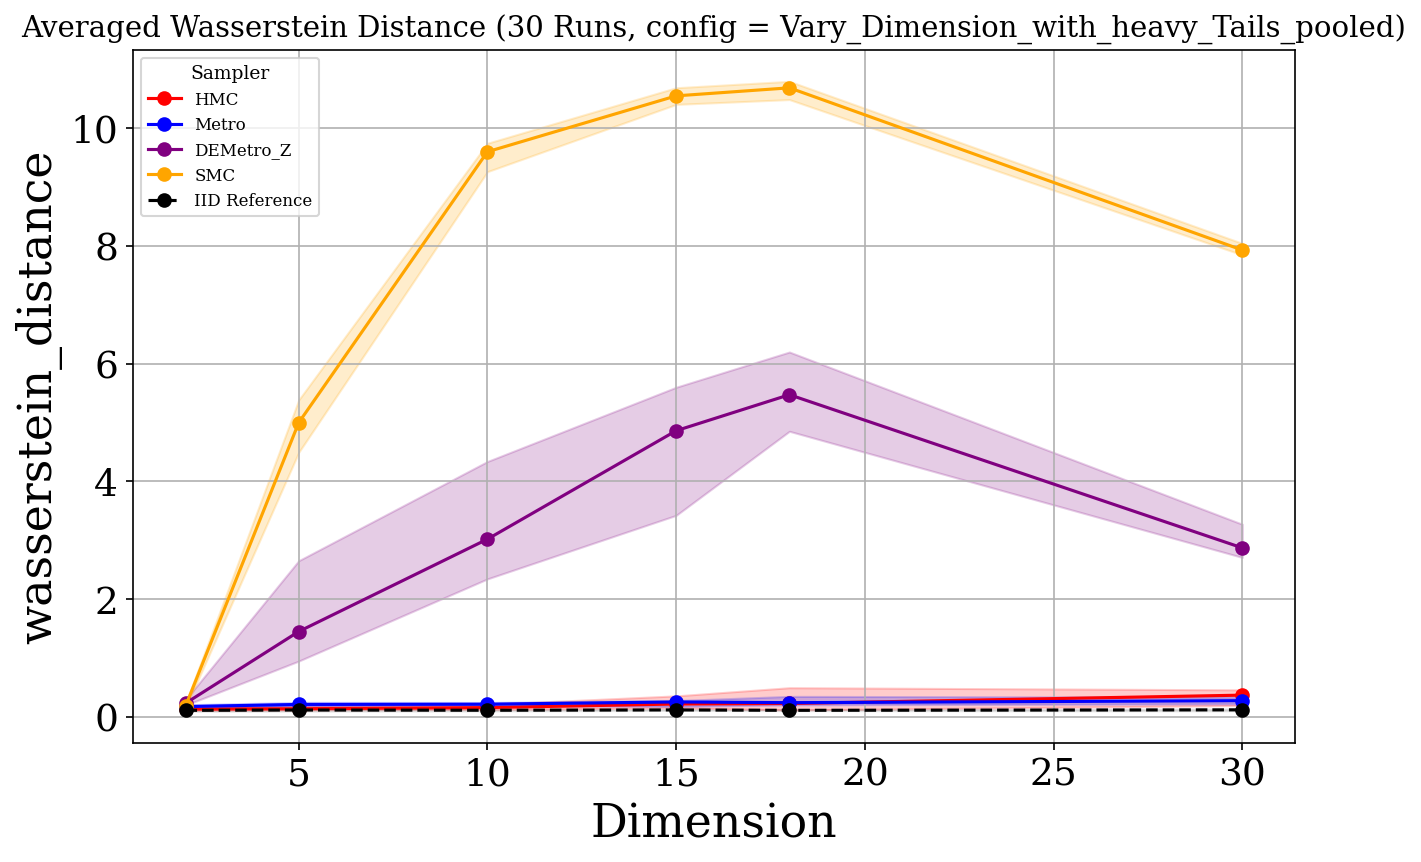 Averaged Wasserstein Distance (30 Runs, config = Vary_Dimension_with_heavy_Tails_pooled)
Sampler
HMC
Metro
DEMetro_Z
SMC
IID Reference
wasserstein_distance
10
8
6
4
2
0
5 10 15 20 25 30
Dimension